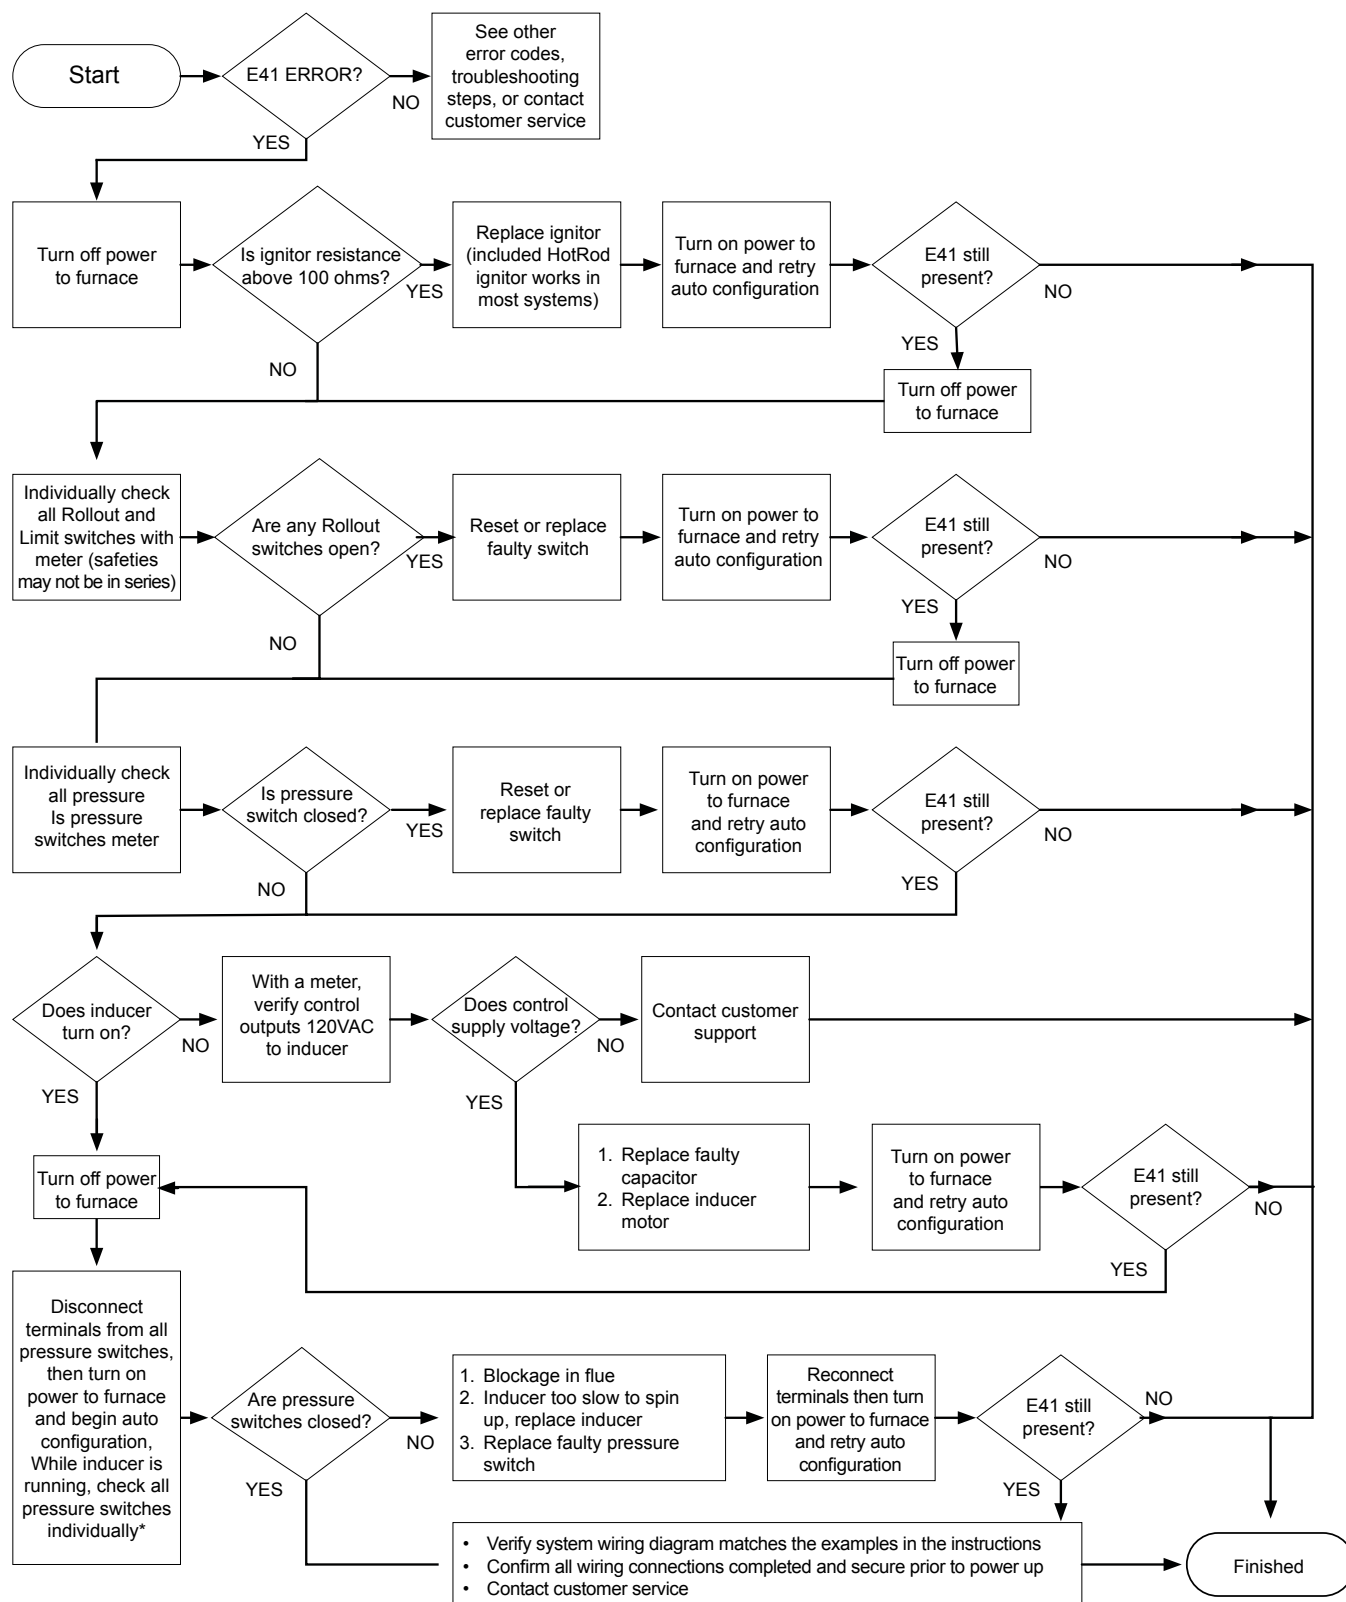 Start
E41 ERROR?
NO
YES
See other
error codes,
troubleshooting
steps, or contact
customer service
Turn off power
to furnace
Is ignitor resistance
above 100 ohms?
YES
NO
Replace ignitor
(included HotRod
ignitor works in
most systems)
Turn on power to
furnace and retry
auto configuration
E41 still
present?
NO
YES
Turn off power
to furnace
Individually check
all Rollout and
Limit switches with
meter (safeties
may not be in series)
Are any Rollout
switches open?
YES
NO
Reset or replace
faulty switch
Turn on power to
furnace and retry
auto configuration
E41 still
present?
NO
YES
Turn off power
to furnace
Individually check
all pressure
Is pressure
switches meter
Is pressure
switch closed?
YES
NO
Reset or
replace faulty
switch
Turn on power
to furnace
and retry auto
configuration
E41 still
present?
NO
YES
Does inducer
turn on?
NO
YES
With a meter,
verify control
outputs 120VAC
to inducer
Does control
supply voltage?
NO
YES
Contact customer
support
1. Replace faulty
capacitor
2. Replace inducer
motor
Turn on power
to furnace
and retry auto
configuration
E41 still
present?
NO
YES
Turn off power
to furnace
Disconnect
terminals from all
pressure switches,
then turn on
power to furnace
and begin auto
configuration,
While inducer is
running, check all
pressure switches
individually*
Are pressure
switches closed?
NO
YES
1. Blockage in flue
2. Inducer too slow to spin
up, replace inducer
3. Replace faulty pressure
switch
Reconnect
terminals then turn
on power to furnace
and retry auto
configuration
E41 still
present?
NO
YES
• Verify system wiring diagram matches the examples in the instructions
• Confirm all wiring connections completed and secure prior to power up
• Contact customer service
Finished